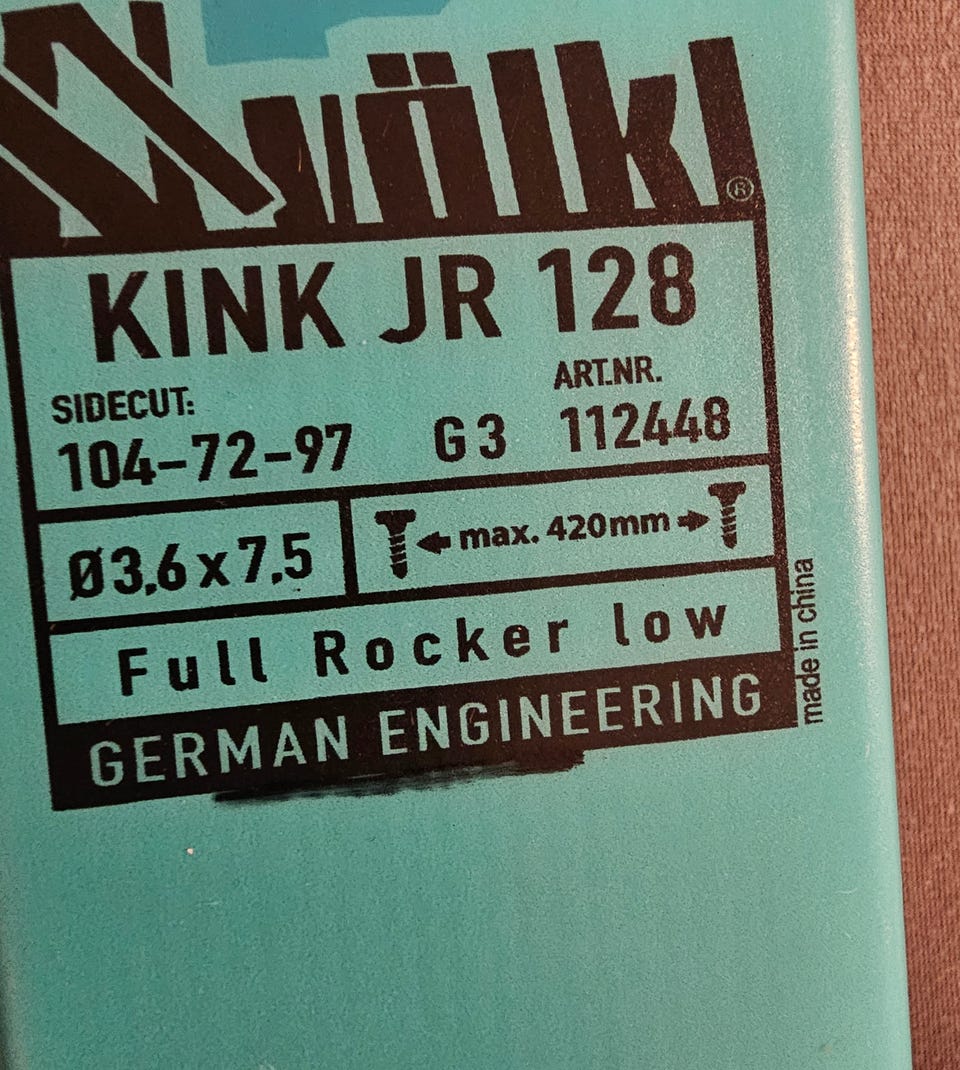 völkl ®
KINK JR 128
SIDECUT: ART.NR.
104-72-97 G3 112448
Ø3,6x7,5 max. 420mm
Full Rocker low
GERMAN ENGINEERING
made in china